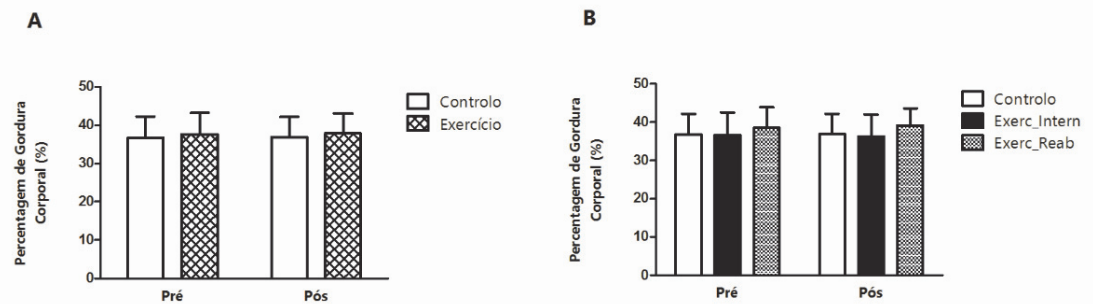 A
Percentagem de Gordura
Corporal (%)
50
40
30
20
10
0
Pré
Pós
Controlo
Exercício
B
Percentagem de Gordura
Corporal (%)
50
40
30
20
10
0
Pré
Pós
Controlo
Exerc_Intern
Exerc_Reab